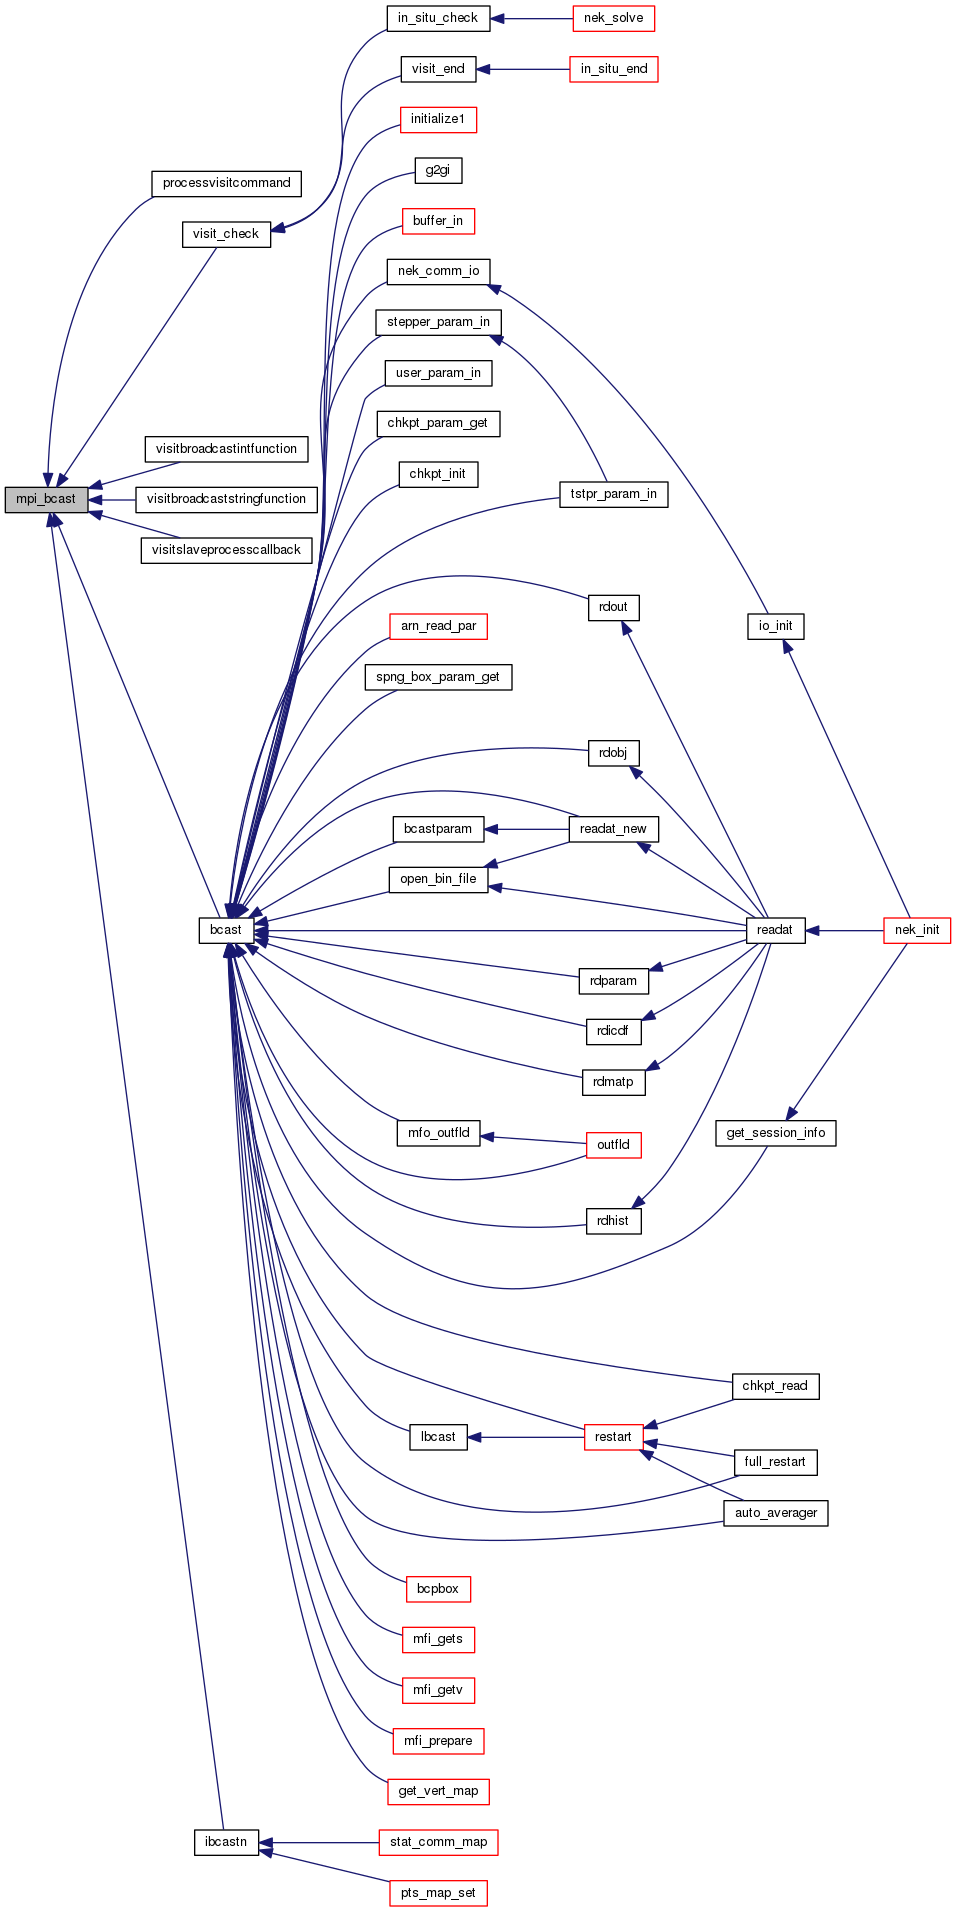 in_situ_check
nek_solve
visit_end
in_situ_end
initialize1
g2gi
processvisitcommand
buffer_in
visit_check
nek_comm_io
stepper_param_in
user_param_in
chkpt_param_get
visitbroadcastintfunction
chkpt_init
tstpr_param_in
mpi_bcast
visitbroadcaststringfunction
visitslaveprocesscallback
rdout
arn_read_par
io_init
spng_box_param_get
rdobj
bcastparam
readat_new
open_bin_file
bcast
readat
nek_init
rdparam
rdicdf
rdmatp
mfo_outfld
get_session_info
outfld
rdhist
chkpt_read
lbcast
restart
full_restart
auto_averager
bcpbox
mfi_gets
mfi_getv
mfi_prepare
get_vert_map
ibcastn
stat_comm_map
pts_map_set